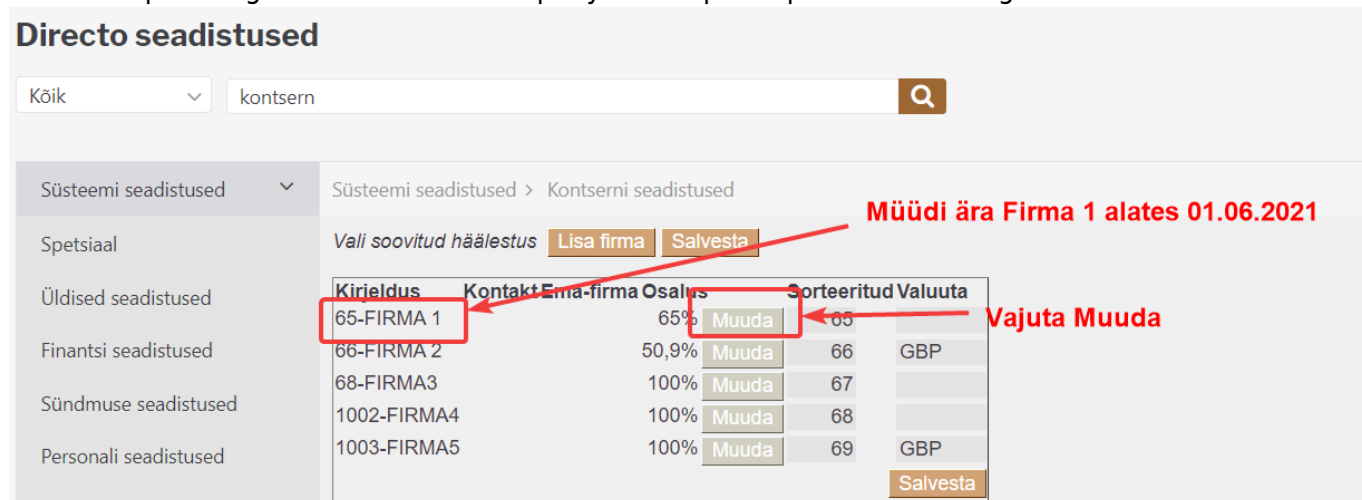 Directo seadistused
Kõik kontsern
Süsteemi seadistused Süsteemi seadistused > Kontserni seadistused
Müüdi ära Firma 1 alates 01.06.2021
Spetsiaal Vali soovitud häälestus Lisa firma Salvesta
Üldised seadistused Kirjeldus Kontakt Ema-firma Osalus Sorteeritud Valuuta
65-FIRMA 1 65% Muuda 65 Vajuta Muuda
Finantsi seadistused 66-FIRMA 2 50,9% Muuda 66 GBP
68-FIRMA3 100% Muuda 67
Sündmuse seadistused 1002-FIRMA4 100% Muuda 68
Personali seadistused 1003-FIRMA5 100% Muuda 69 GBP
Salvesta